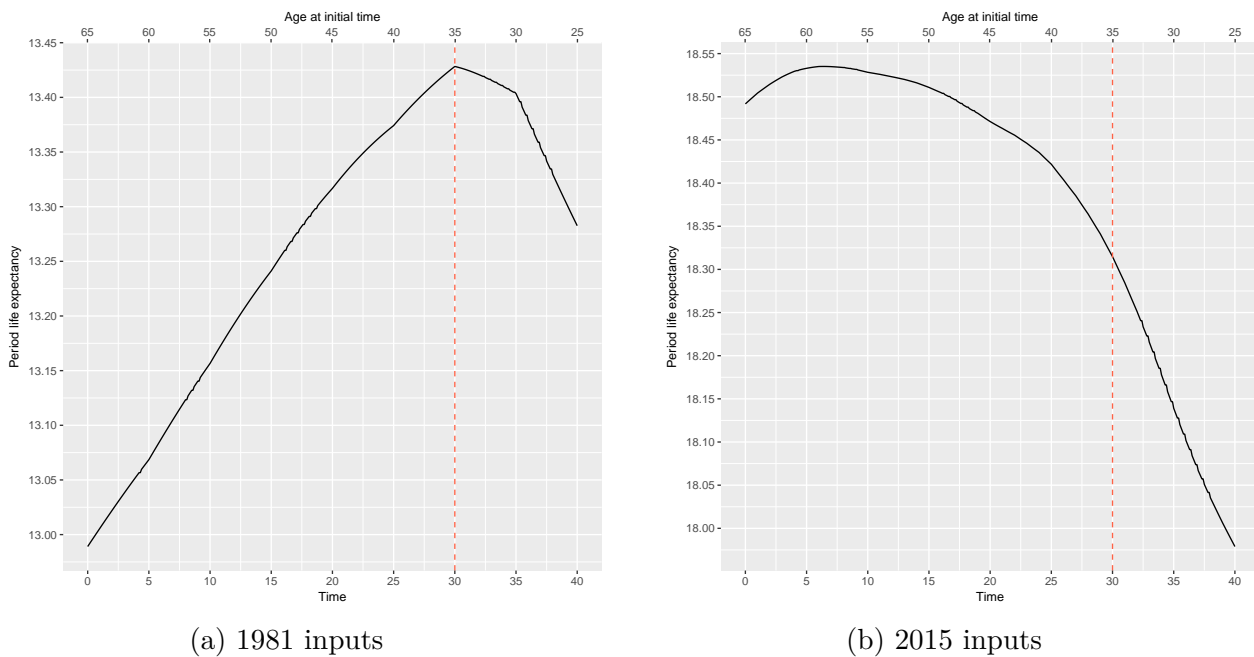 Age at initial time
65 60 55 50 45 40 35 30 25
13.45
13.40
13.35
13.30
13.25
13.20
13.15
13.10
13.05
13.00
Period life expectancy
0 5 10 15 20 25 30 35 40
Time
(a) 1981 inputs
Age at initial time
65 60 55 50 45 40 35 30 25
18.55
18.50
18.45
18.40
18.35
18.30
18.25
18.20
18.15
18.10
18.05
18.00
Period life expectancy
0 5 10 15 20 25 30 35 40
Time
(b) 2015 inputs